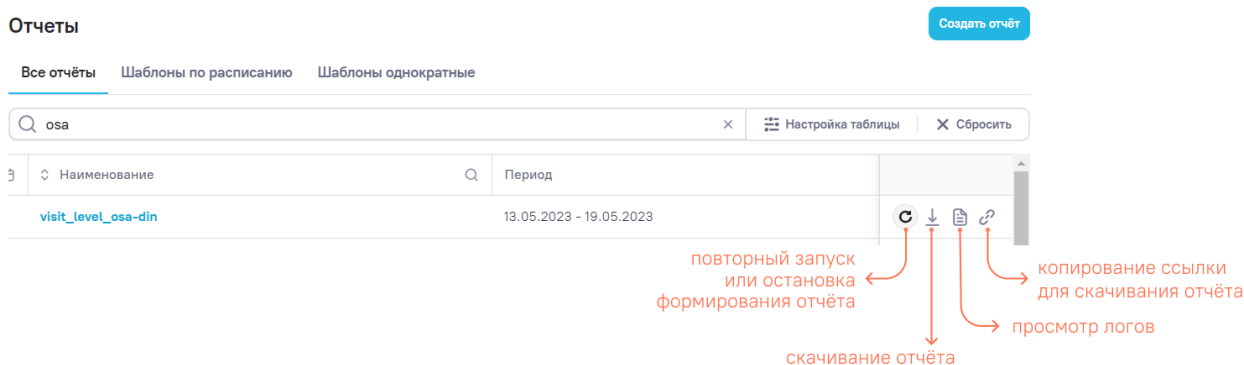 Отчеты
Создать отчёт
Все отчёты Шаблоны по расписанию Шаблоны однократные
osa
Настройка таблицы
Сбросить
Наименование
Период
visit_level_osa-din
13.05.2023 - 19.05.2023
повторный запуск
или остановка
формирования отчёта
копирование ссылки
для скачивания отчёта
просмотр логов
скачивание отчёта